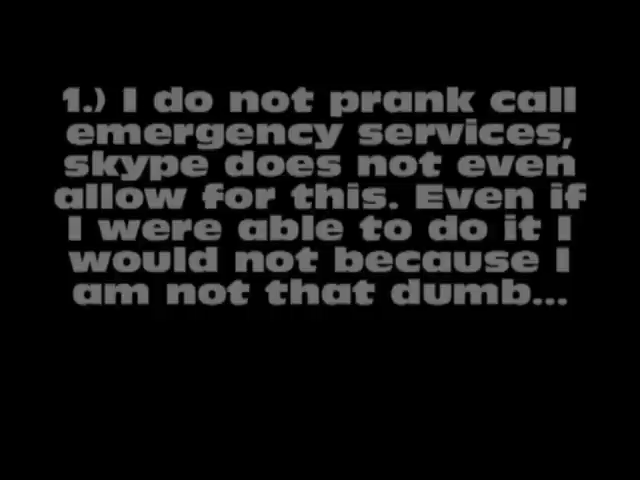 1.) I do not prank call
emergency services,
skype does not even
allow for this. Even if
I were able to do it I
would not because I
am not that dumb...